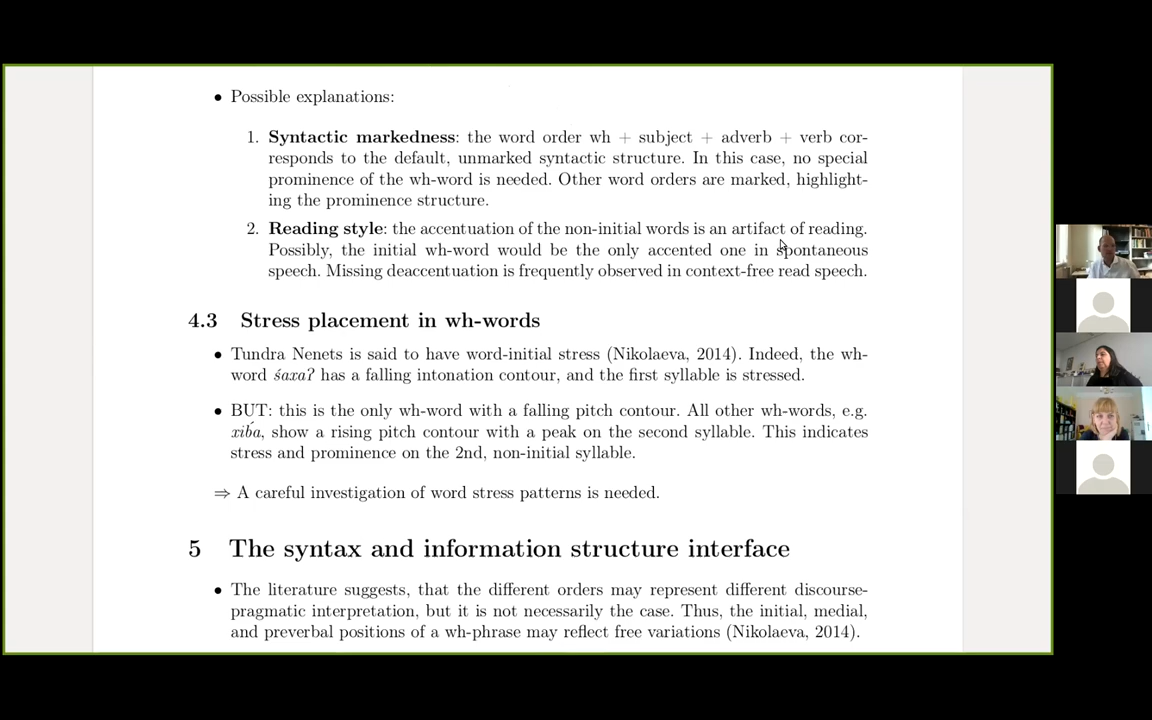 • Possible explanations:
1. Syntactic markedness: the word order wh + subject + adverb + verb cor-
responds to the default, unmarked syntactic structure. In this case, no special
prominence of the wh-word is needed. Other word orders are marked, highlight-
ing the prominence structure.
2. Reading style: the accentuation of the non-initial words is an artifact of reading.
Possibly, the initial wh-word would be the only accented one in spontaneous
speech. Missing deaccentuation is frequently observed in context-free read speech.
4.3 Stress placement in wh-words
• Tundra Nenets is said to have word-initial stress (Nikolaeva, 2014). Indeed, the wh-
word śaxaʔ has a falling intonation contour, and the first syllable is stressed.
• BUT: this is the only wh-word with a falling pitch contour. All other wh-words, e.g.
xib́a, show a rising pitch contour with a peak on the second syllable. This indicates
stress and prominence on the 2nd, non-initial syllable.
⇒ A careful investigation of word stress patterns is needed.
5 The syntax and information structure interface
• The literature suggests, that the different orders may represent different discourse-
pragmatic interpretation, but it is not necessarily the case. Thus, the initial, medial,
and preverbal positions of a wh-phrase may reflect free variations (Nikolaeva, 2014).